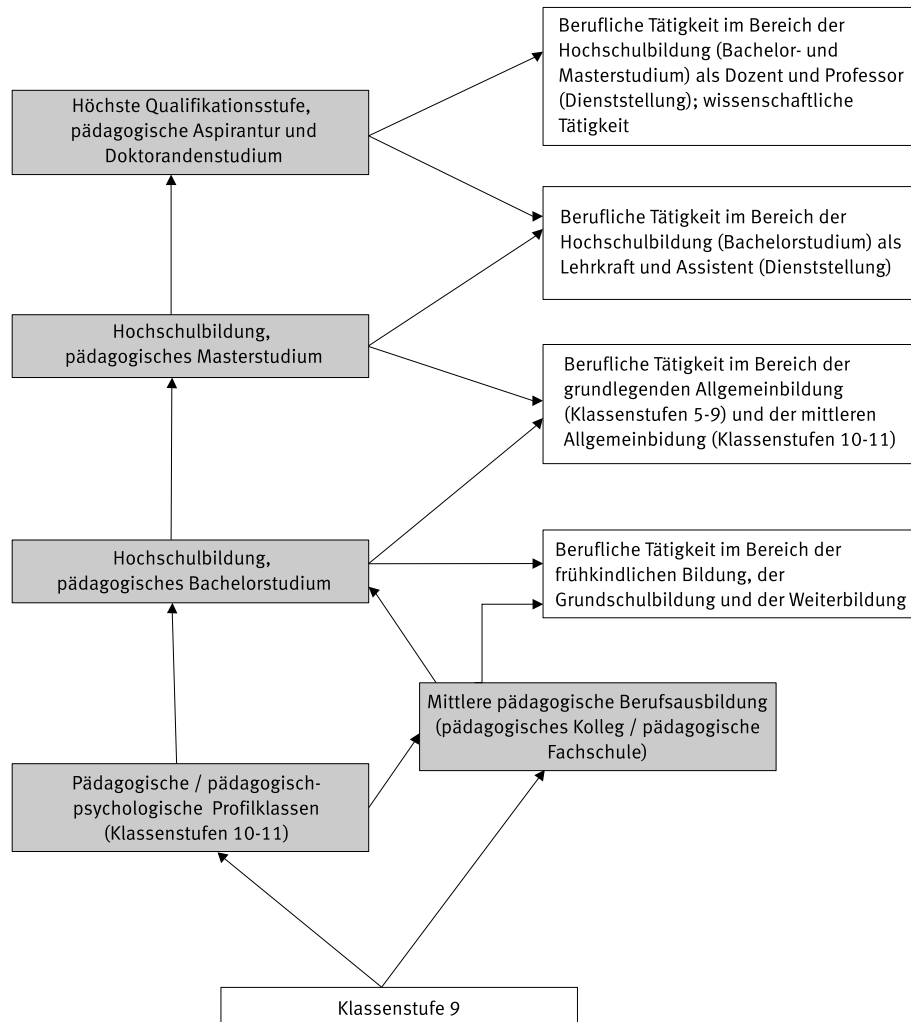 Berufliche Tätigkeit im Bereich der
Hochschulbildung (Bachelor- und
Masterstudium) als Dozent und Professor
(Dienststellung); wissenschaftliche
Tätigkeit
Höchste Qualifikationsstufe,
pädagogische Aspirantur und
Doktorandenstudium
Berufliche Tätigkeit im Bereich der
Hochschulbildung (Bachelorstudium) als
Lehrkraft und Assistent (Dienststellung)
Hochschulbildung,
pädagogisches Masterstudium
Berufliche Tätigkeit im Bereich der
grundlegenden Allgemeinbildung
(Klassenstufen 5-9) und der mittleren
Allgemeinbidung (Klassenstufen 10-11)
Hochschulbildung,
pädagogisches Bachelorstudium
Berufliche Tätigkeit im Bereich der
frühkindlichen Bildung, der
Grundschulbildung und der Weiterbildung
Mittlere pädagogische Berufsausbildung
(pädagogisches Kolleg / pädagogische
Fachschule)
Pädagogische / pädagogisch-
psychologische Profilklassen
(Klassenstufen 10-11)
Klassenstufe 9